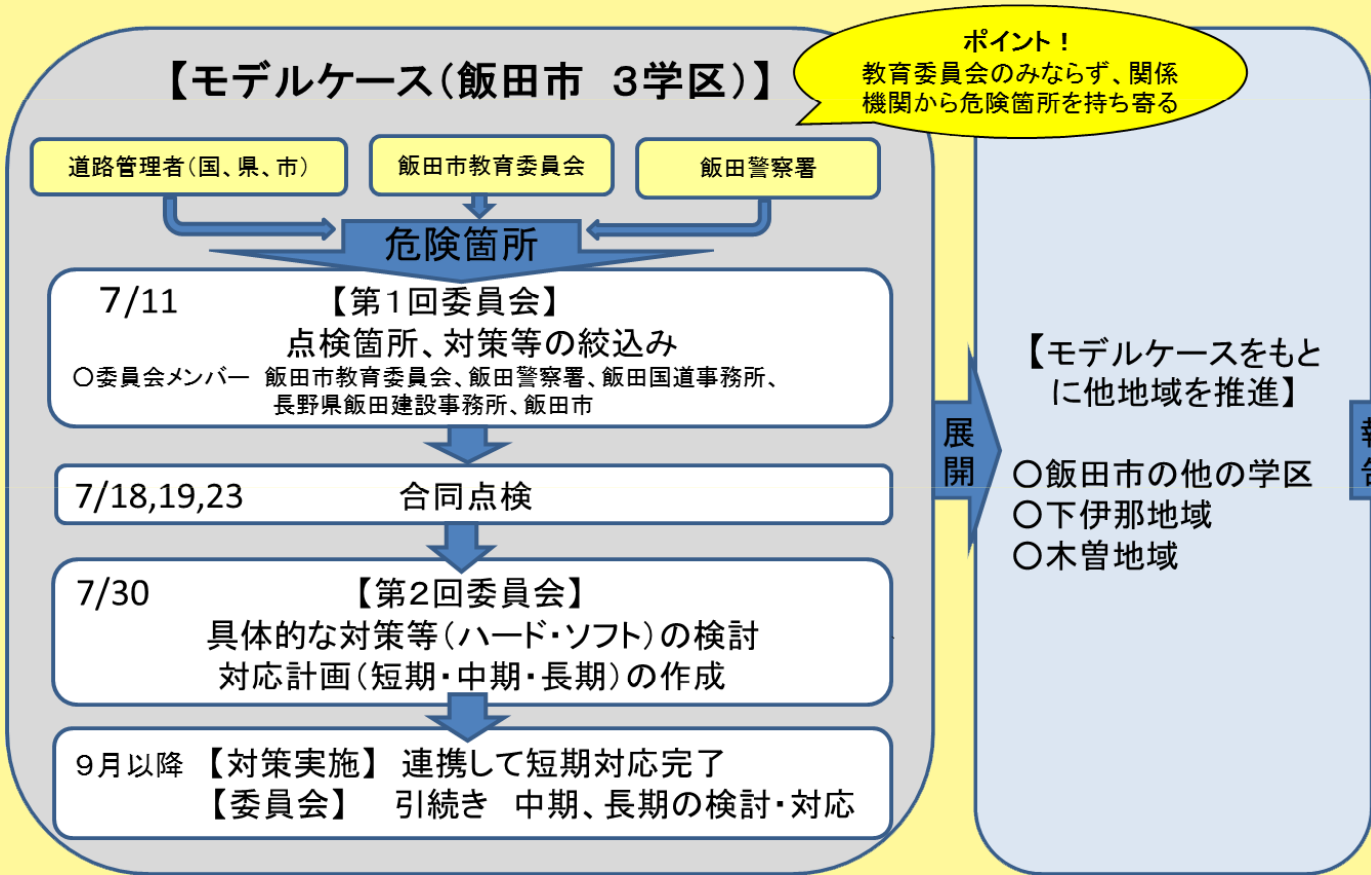 【モデルケース(飯田市 3学区)】
ポイント!
教育委員会のみならず、関係
機関から危険箇所を持ち寄る
道路管理者(国、県、市)
飯田市教育委員会
飯田警察署
危険箇所
7/11 【第1回委員会】
点検箇所、対策等の絞込み
○委員会メンバー 飯田市教育委員会、飯田警察署、飯田国道事務所、
長野県飯田建設事務所、飯田市
7/18,19,23 合同点検
7/30 【第2回委員会】
具体的な対策等(ハード・ソフト)の検討
対応計画(短期・中期・長期)の作成
9月以降 【対策実施】 連携して短期対応完了
【委員会】 引続き 中期、長期の検討・対応
展
開
【モデルケースをもと
に他地域を推進】
○飯田市の他の学区
○下伊那地域
○木曽地域